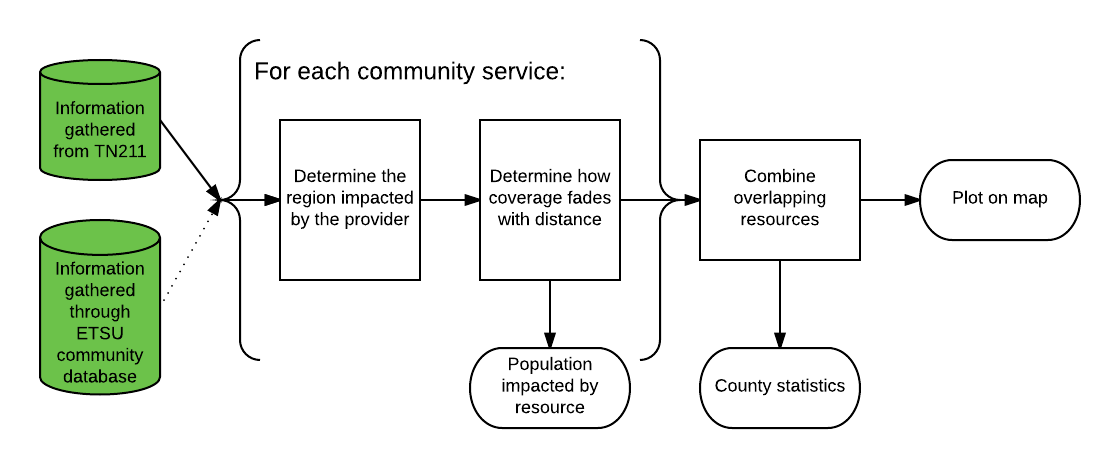 For each community service:
Information
gathered
from TN211
Information
gathered
through
ETSU
community
database
Determine the
region impacted
by the provider
Determine how
coverage fades
with distance
Population
impacted by
resource
Combine
overlapping
resources
County statistics
Plot on map